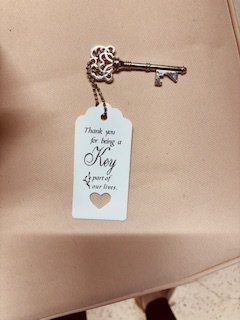 Thank you
for being a
Key
part of
our lives.